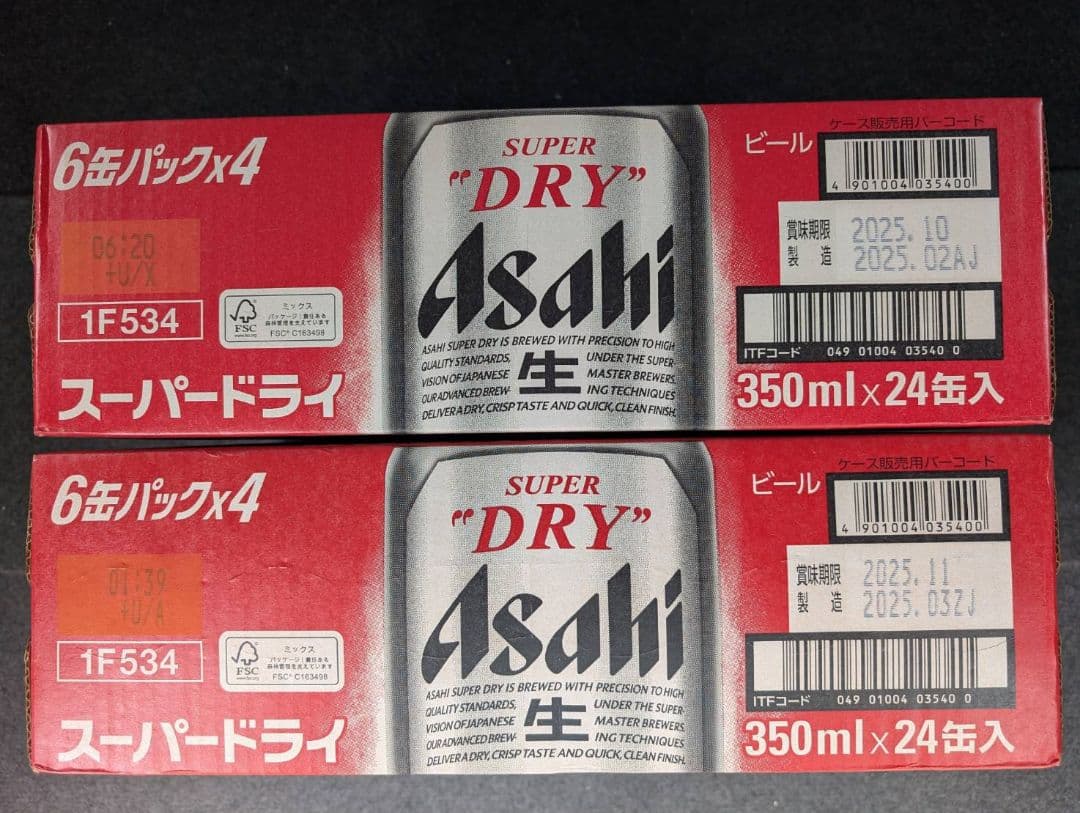 6缶パック×4
06:20
+U/X
1F534
FSC
ミックス
FSC® C163498
スーパードライ
SUPER
"DRY"
Asahi
ASAHI SUPER DRY IS BREWED WITH PRECISION TO HIGH
QUALITY STANDARDS, UNDER THE SUPER-
VISION OF JAPANESE MASTER BREWERS.
OUR ADVANCED BREW- ING TECHNIQUES
生
DELIVER A DRY, CRISP TASTE AND QUICK, CLEAN FINISH.
ビール
ケース販売用バーコード
4 901004 035400
賞味期限 2025.10
製造 2025.02AJ
ITFコード 049 01004 03540 0
350ml×24缶入
6缶パック×4
01:39
+U/A
1F534
FSC
ミックス
FSC® C163498
スーパードライ
SUPER
"DRY"
Asahi
ASAHI SUPER DRY IS BREWED WITH PRECISION TO HIGH
QUALITY STANDARDS, UNDER THE SUPER-
VISION OF JAPANESE MASTER BREWERS.
OUR ADVANCED BREW- ING TECHNIQUES
生
DELIVER A DRY, CRISP TASTE AND QUICK, CLEAN FINISH.
ビール
ケース販売用バーコード
4 901004 035400
賞味期限 2025.11
製造 2025.03ZJ
ITFコード 049 01004 03540 0
350ml×24缶入